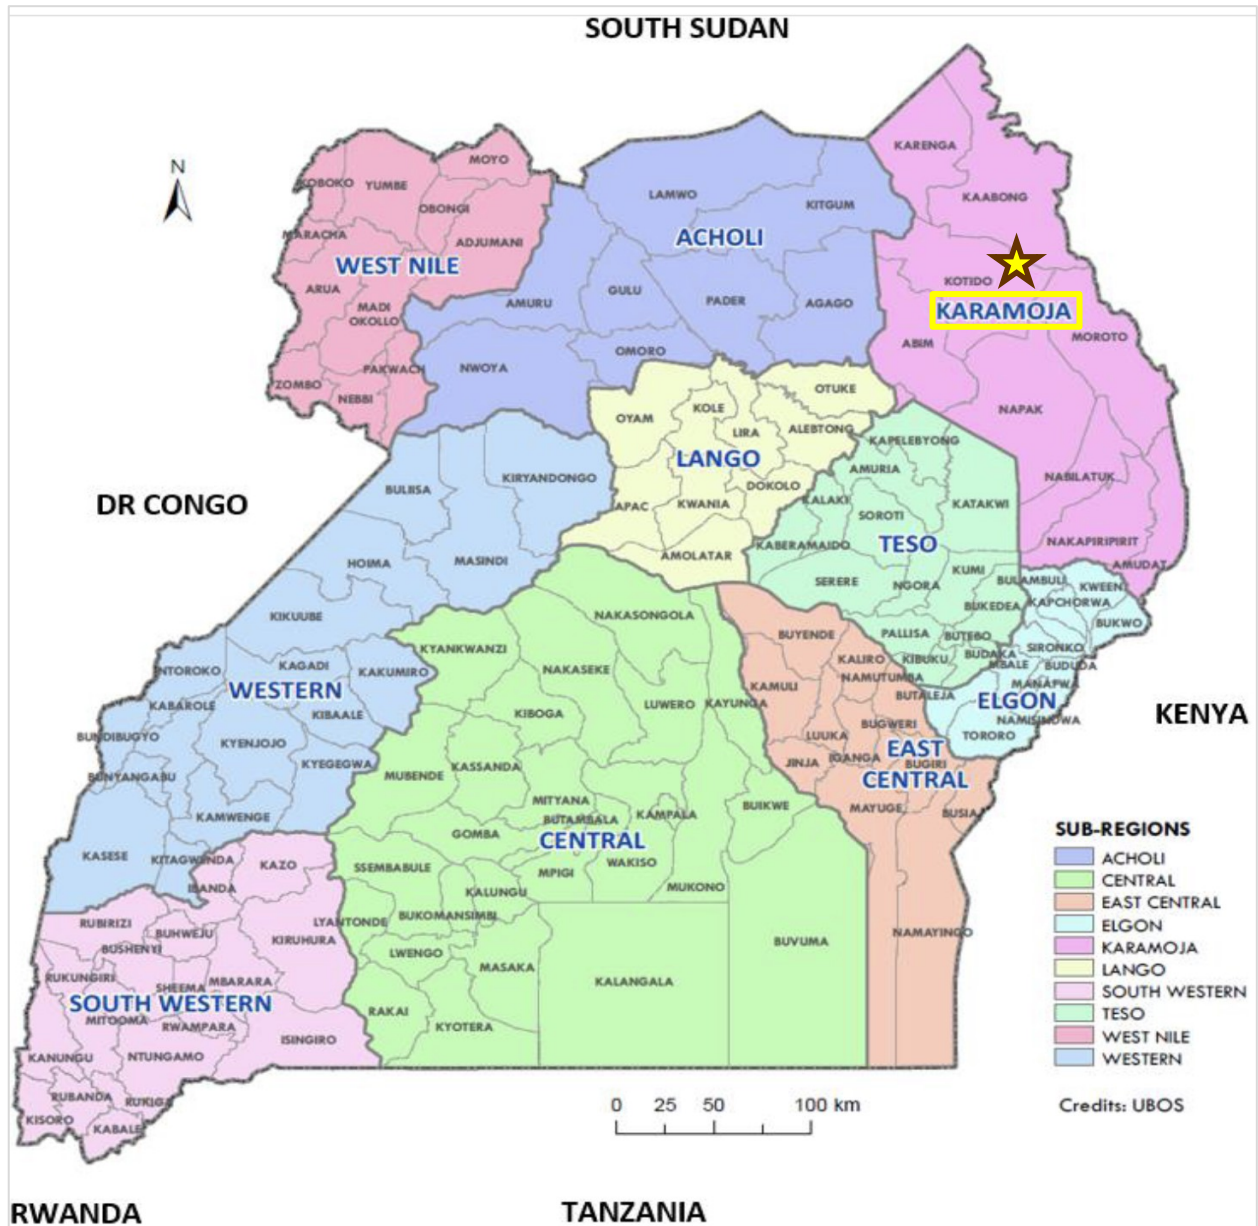 SOUTH SUDAN
N
KARENGA
MOYO
KOBOKO
YUMBE
LAMWO
KAABONG
KITGUM
OBONGI
MARACHA
ACHOLI
ADJUMANI
WEST NILE
KOTIDO
ARUA
GULU
PADER
AGAGO
AMURU
MADI
OKOLLO
KARAMOJA
MOROTO
ABIM
OMORO
PAKWACH
NWOYA
ZOMBO
NEBBI
OTUKE
KOLE
NAPAK
OYAM
LIRA
ALEBTONG
KAPELEBYONG
LANGO
AMURIA
NABILATUK
KIRYANDONGO
BULIISA
DOKOLO
KALAKI
DR CONGO
APAC
KWANIA
KATAKWI
SOROTI
NAKAPIRIPIRIT
TESO
KABERAMAIDO
AMOLATAR
MASINDI
HOIMA
AMUDAT
KUMI
SERERE
NGORA
BULAMBULI
KWEEN
KAPCHORWA
BUKEDEA
KIKUUBE
NAKASONGOLA
BUKWO
BUYENDE
PALLISA
BUTEBO
KYANKWANZI
SIRONKO
BUDAKA
KALIRO
KIBUKU
MBALE
BUDUDA
NTOROKO
KAGADI
KAKUMIRO
NAKASEKE
NAMUTUMBA
MANAFWA
WESTERN
KAMULI
BUTALEJA
ELGON
KABAROLE
LUWERO
KAYUNGA
KIBAALE
KIBOGA
KENYA
NAMISINDWA
BUGWERI
BUNDIBUGYO
KYENJOJO
LUUKA
TORORO
EAST
CENTRAL
KYEGEGWA
JINJA
IGANGA
BUGIRI
BUNYANGABU
MUBENDE
KASSANDA
MITYANA
BUIKWE
MAYUGE
BUSIA
KAMWENGE
BUTAMBALA
KAMPALA
GOMBA
CENTRAL
SUB-REGIONS
KASESE
KITAGWENDA
KAZO
SSEMBABULE
WAKISO
MPIGI
ACHOLI
IBANDA
KALUNGU
MUKONO
CENTRAL
EAST CENTRAL
RUBIRIZI
LYANTONDE
BUKOMANSIMBI
ELGON
BUHWEJU
KIRUHURA
NAMAYINGO
BUSHENYI
BUVUMA
KARAMOJA
LWENGO
MASAKA
LANGO
RUKUNGIRI
SHEEMA
MBARARA
KALANGALA
SOUTH WESTERN
SOUTH WESTERN
RAKAI
TESO
MITOOMA
RWAMPARA
KYOTERA
WEST NILE
ISINGIRO
KANUNGU
NTUNGAMO
WESTERN
RUBANDA
RUKIGA
0 25 50 100 km
Credits: UBOS
KISORO
KABALE
RWANDA
TANZANIA